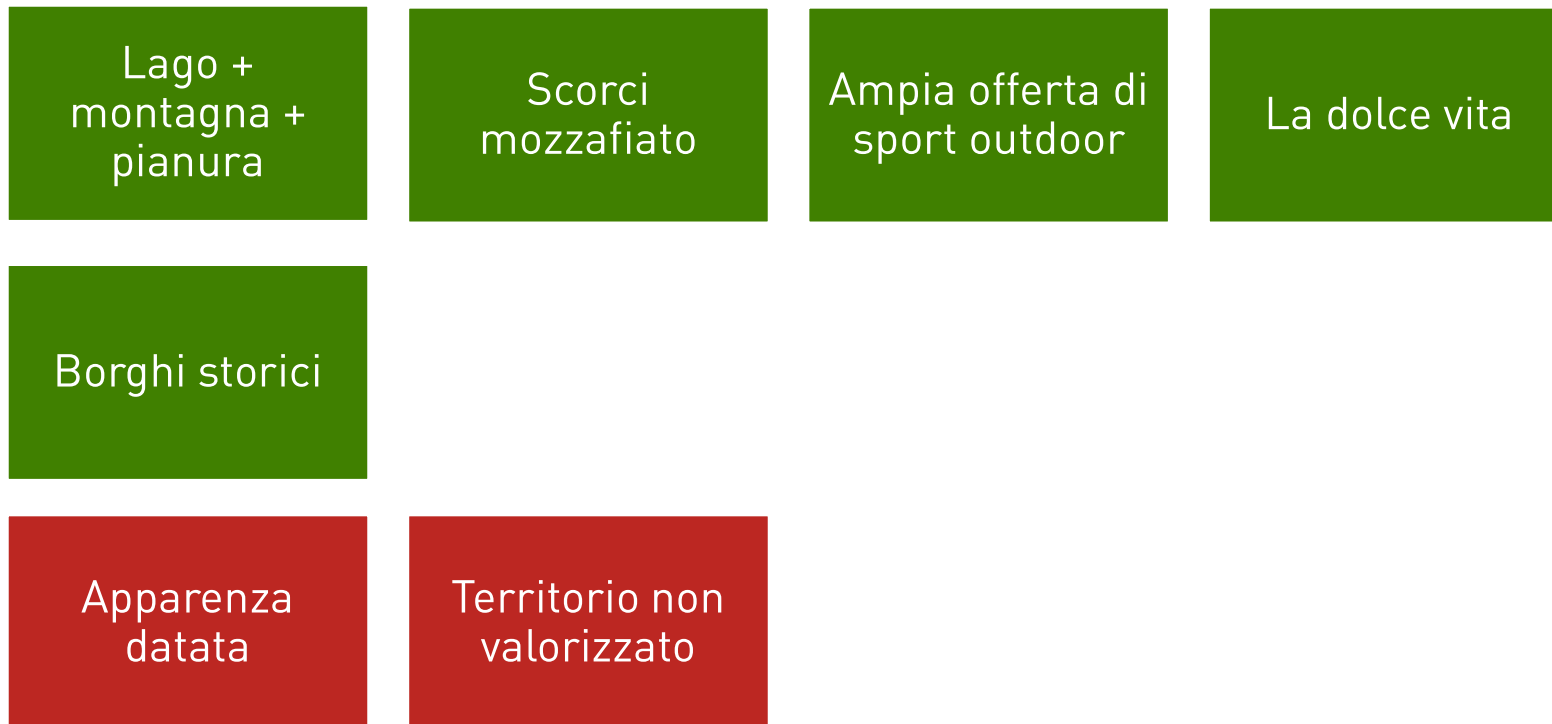 Lago +
montagna +
pianura
Scorci
mozzafiato
Ampia offerta di
sport outdoor
La dolce vita
Borghi storici
Apparenza
datata
Territorio non
valorizzato